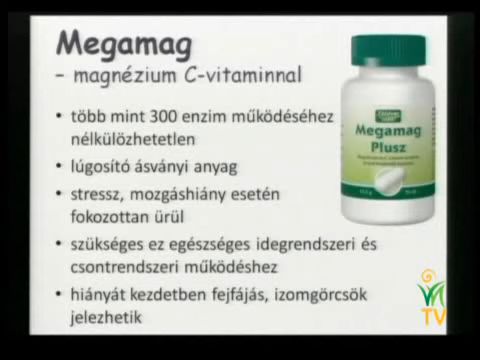 Megamag
– magnézium C-vitaminnal
• több mint 300 enzim működéséhez
nélkülözhetetlen
• lúgosító ásványi anyag
• stressz, mozgáshiány esetén
fokozottan ürül
• szükséges ez egészséges idegrendszeri és
csontrendszeri működéshez
• hiányát kezdetben fejfájás, izomgörcsök
jelezhetik
Megamag
Plusz
TV